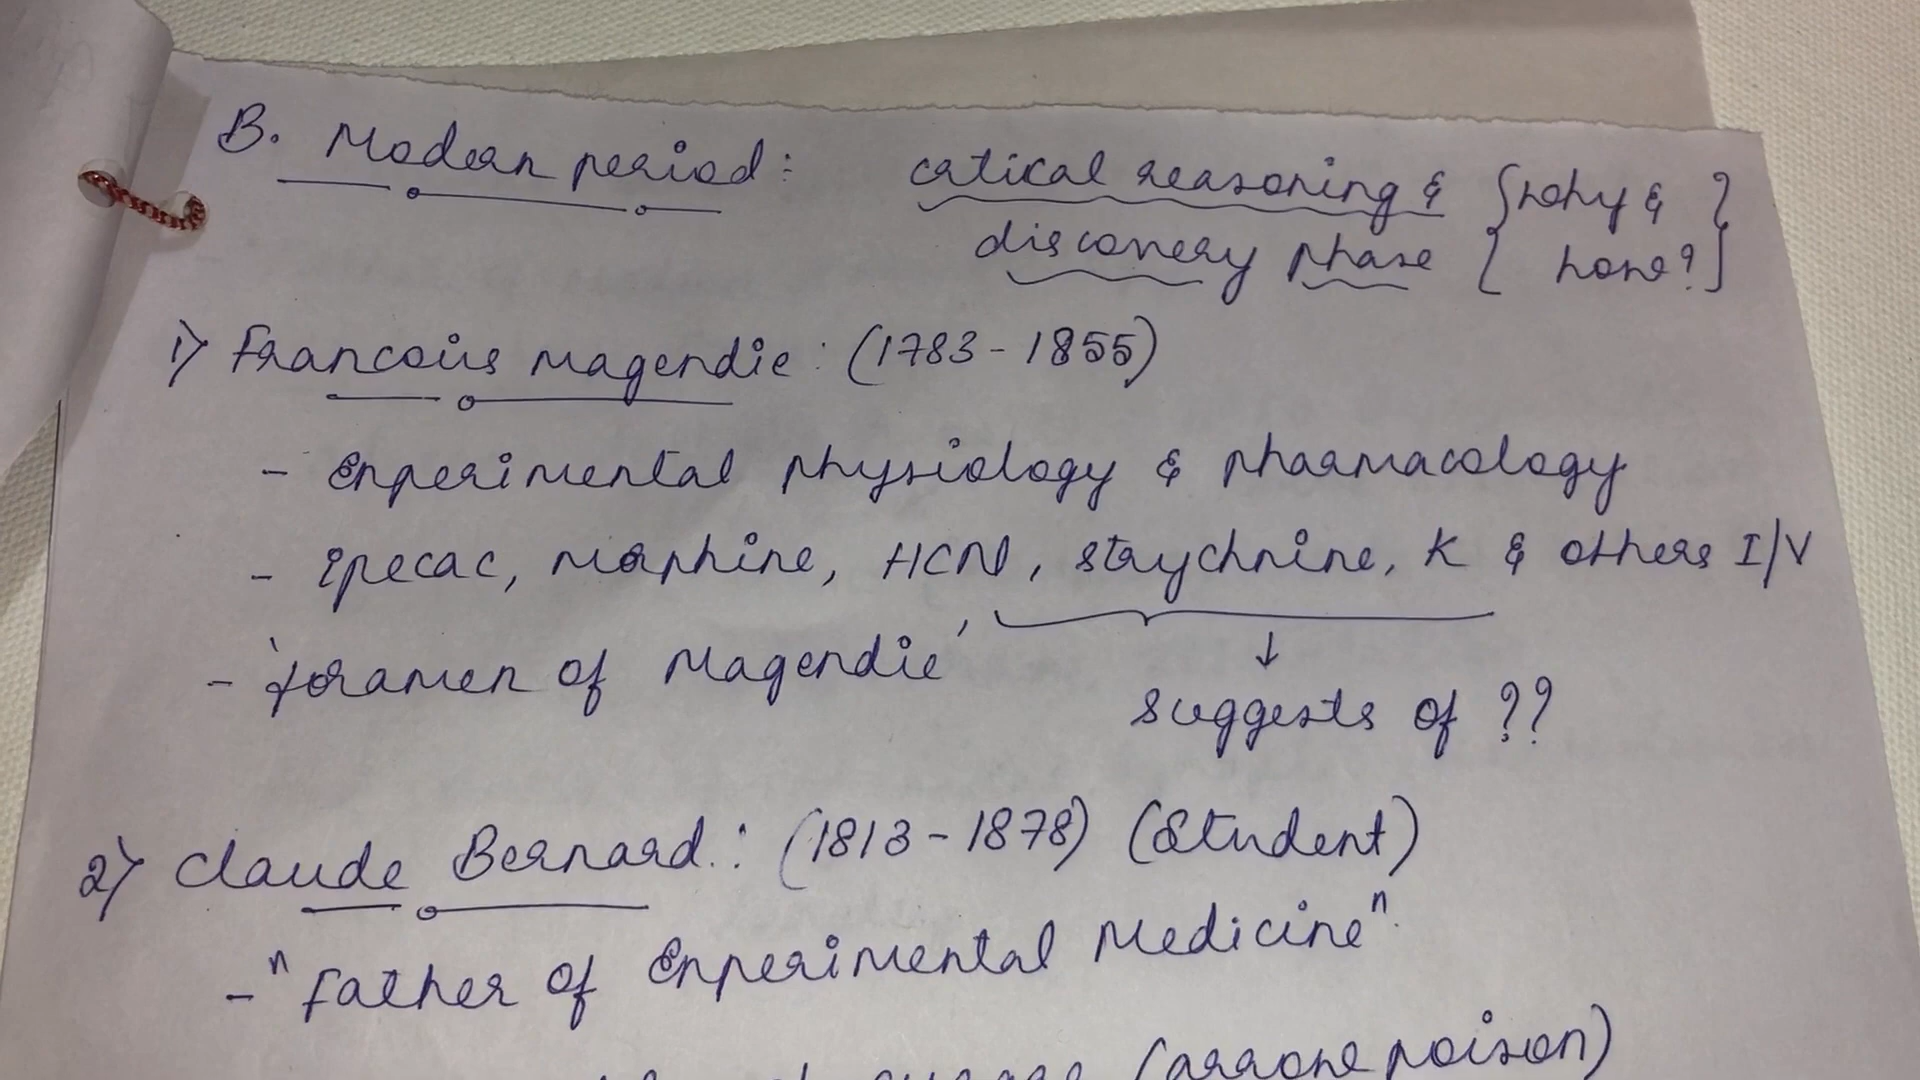 B. Modern period : critical reasoning & {why &}
discovery phase { how? }
1) Francois magendie : (1783 - 1855)
- Experimental physiology & pharmacology
- Ipecac, morphine, HCN, strychnine, K & others I/V
- 'foramen of Magendie'
↓
suggests of ??
2) Claude Bernard : (1813 - 1878) (Student)
- "Father of Experimental Medicine"
curare (arrow poison)